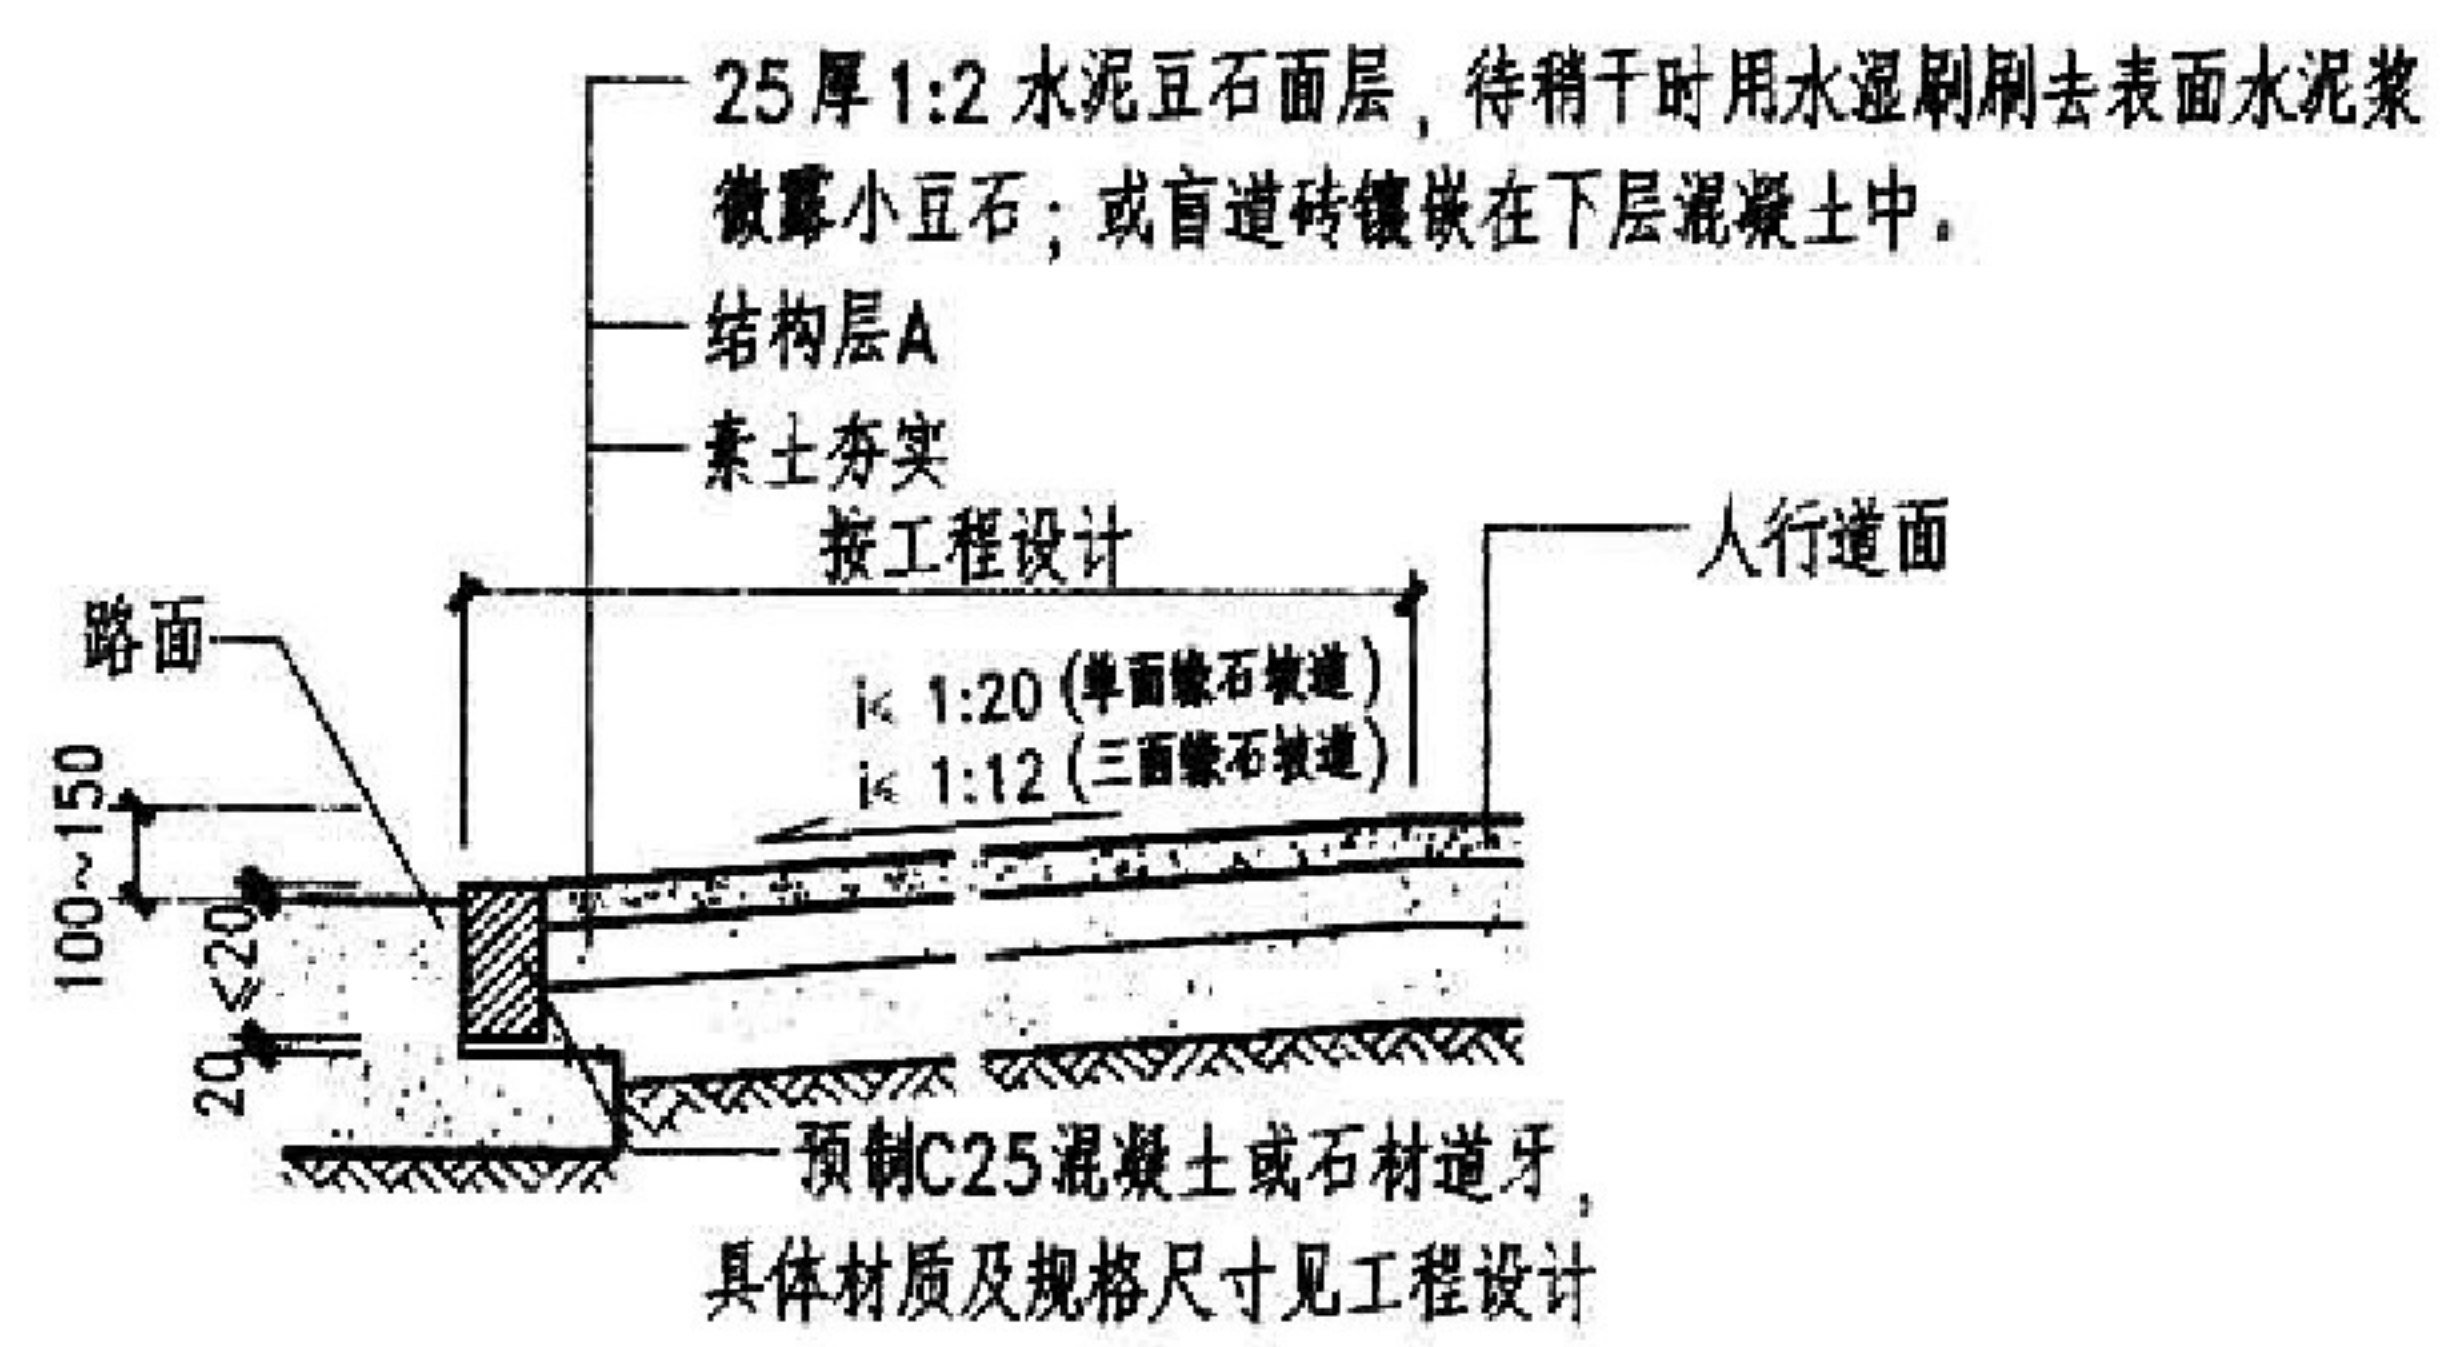 25厚1:2水泥豆石面层，待稍干时用水湿刷刷去表面水泥浆
微露小豆石；或盲道砖镶嵌在下层混凝土中。
结构层A
素土夯实
按工程设计
人行道面
路面
i≤ 1:20 (单面缘石坡道)
i≤ 1:12 (三面缘石坡道)
100~150
≤20
20
预制C25混凝土或石材道牙，
具体材质及规格尺寸见工程设计